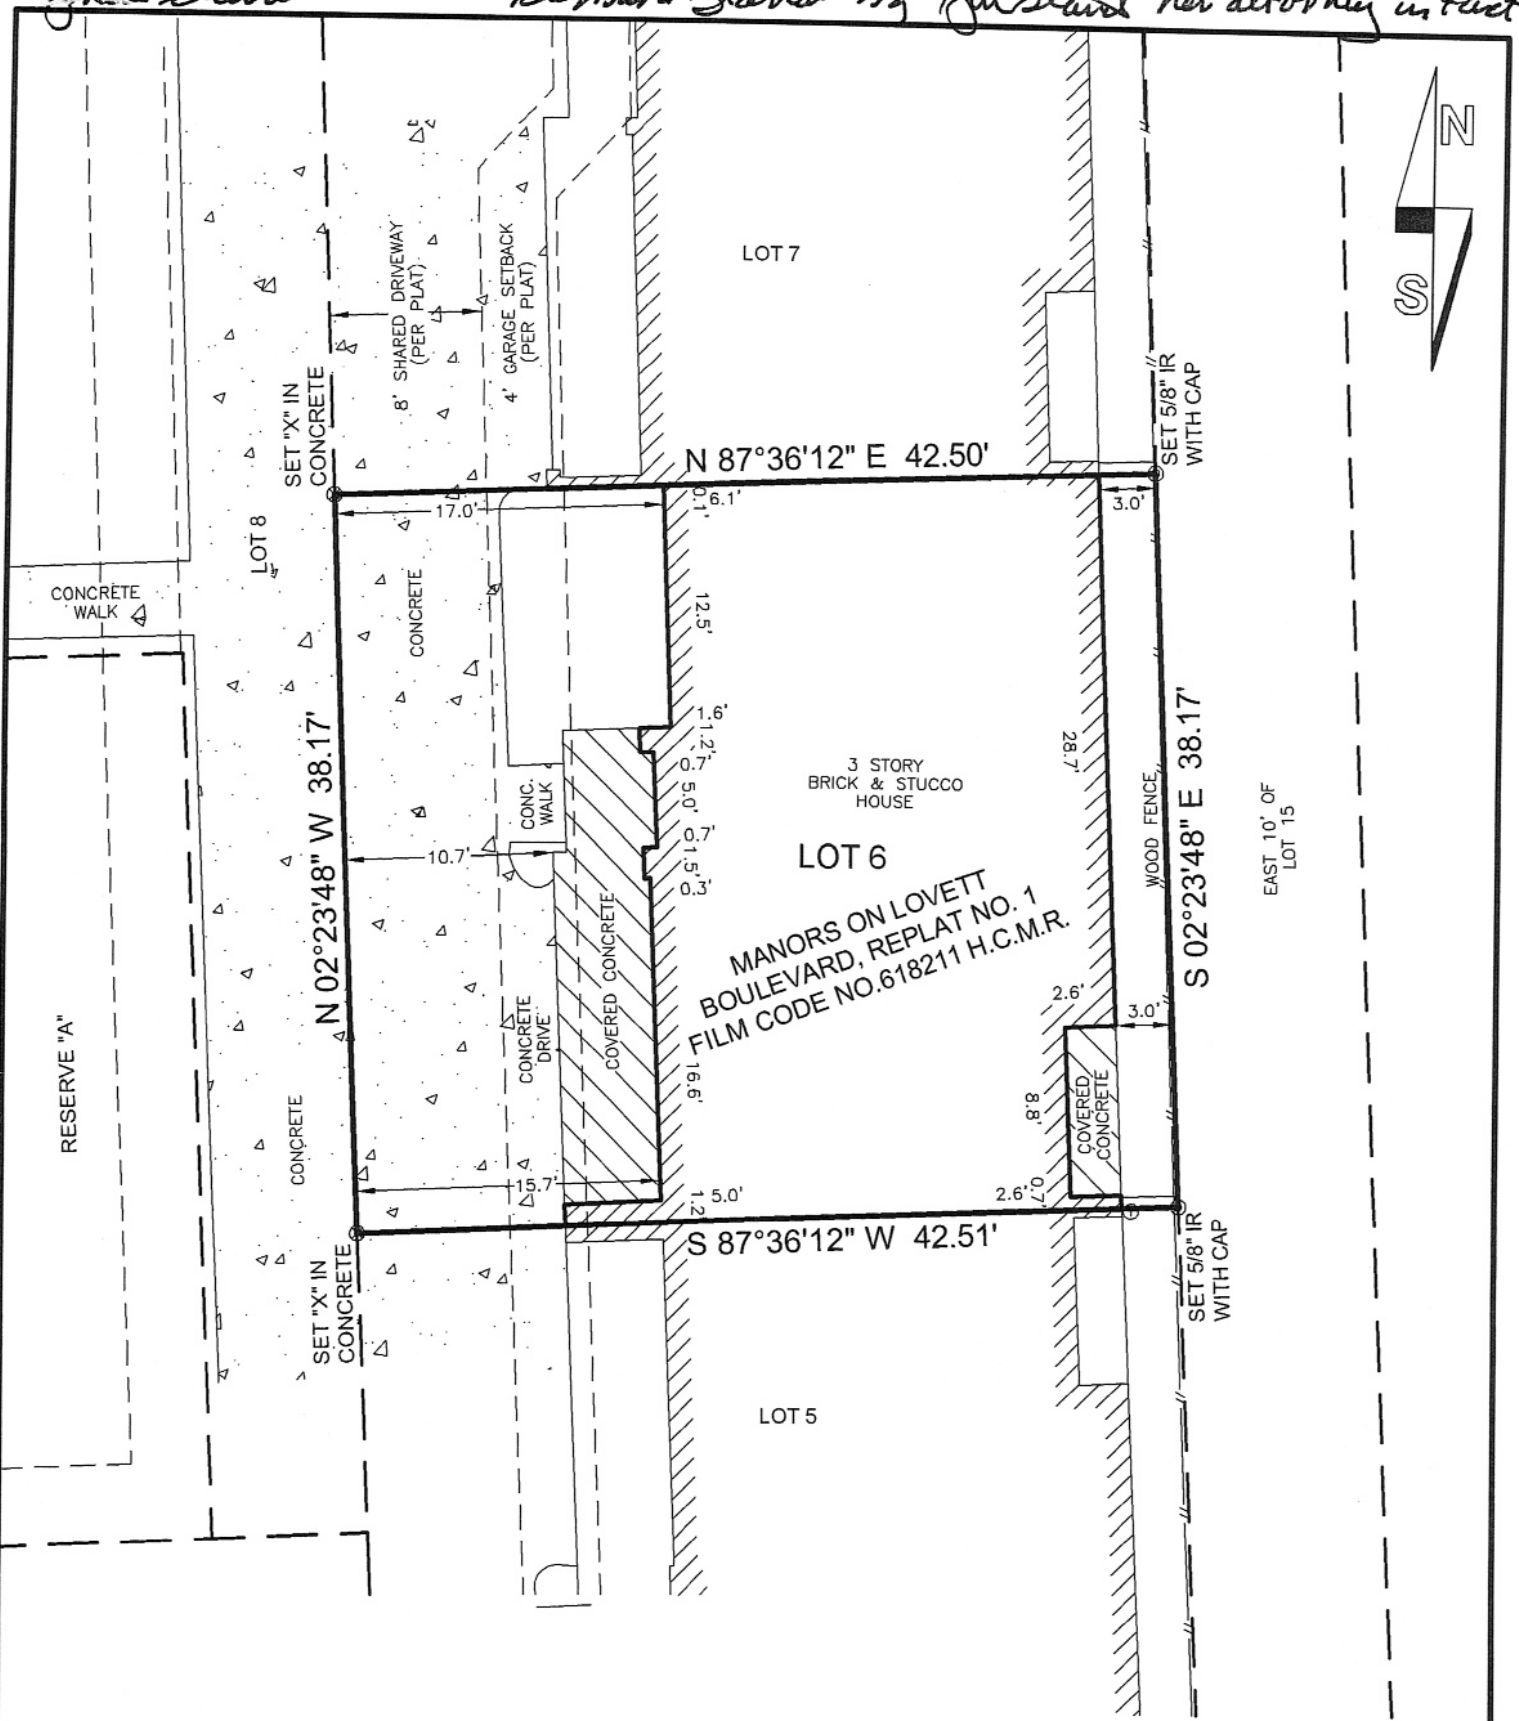 her attorney in fact
N
S
LOT 7
8' SHARED DRIVEWAY
(PER PLAT)
4' GARAGE SETBACK
(PER PLAT)
SET "X" IN
CONCRETE
SET 5/8" IR
WITH CAP
N 87°36'12" E 42.50'
17.0'
0.1'
6.1'
3.0'
LOT 8
CONCRETE
WALK
CONCRETE
12.5'
1.6'
1.2'
0.7'
5.0'
0.7'
1.5'
0.3'
28.7'
N 02°23'48" W 38.17'
CONC.
WALK
10.7'
3 STORY
BRICK & STUCCO
HOUSE
LOT 6
MANORS ON LOVETT
BOULEVARD, REPLAT NO. 1
FILM CODE NO.618211 H.C.M.R.
WOOD FENCE
S 02°23'48" E 38.17'
EAST 10' OF
LOT 15
COVERED CONCRETE
CONCRETE
DRIVE
2.6'
3.0'
RESERVE "A"
CONCRETE
16.6'
8.8'
COVERED
CONCRETE
15.7'
1.2'
5.0'
2.6'
0.7'
S 87°36'12" W 42.51'
SET "X" IN
CONCRETE
SET 5/8" IR
WITH CAP
LOT 5